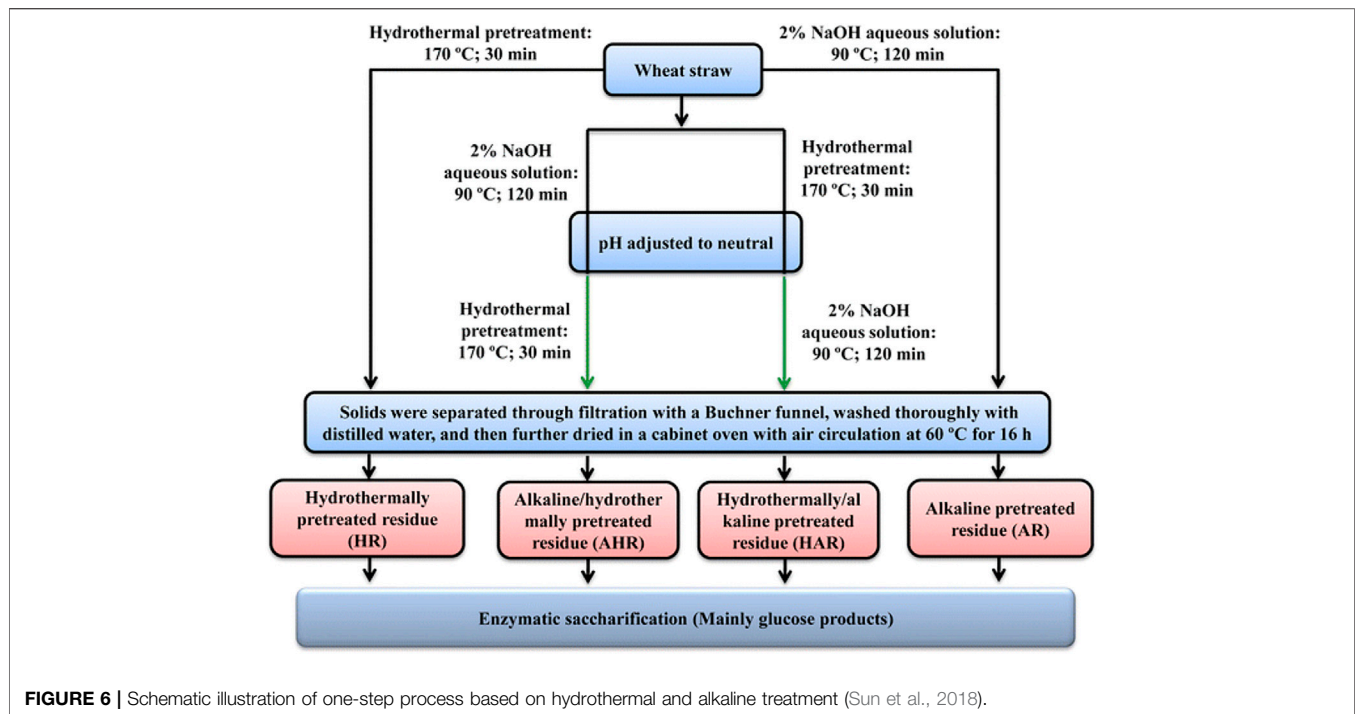 Hydrothermal pretreatment:
170 ºC; 30 min
2% NaOH aqueous solution:
90 ºC; 120 min
Wheat straw
2% NaOH
aqueous solution:
90 ºC; 120 min
Hydrothermal
pretreatment:
170 ºC; 30 min
pH adjusted to neutral
Hydrothermal
pretreatment:
170 ºC; 30 min
2% NaOH
aqueous solution:
90 ºC; 120 min
Solids were separated through filtration with a Buchner funnel, washed thoroughly with
distilled water, and then further dried in a cabinet oven with air circulation at 60 ºC for 16 h
Hydrothermally
pretreated residue
(HR)
Alkaline/hydrother
mally pretreated
residue (AHR)
Hydrothermally/al
kaline pretreated
residue (HAR)
Alkaline pretreated
residue (AR)
Enzymatic saccharification (Mainly glucose products)
FIGURE 6 | Schematic illustration of one-step process based on hydrothermal and alkaline treatment (Sun et al., 2018).